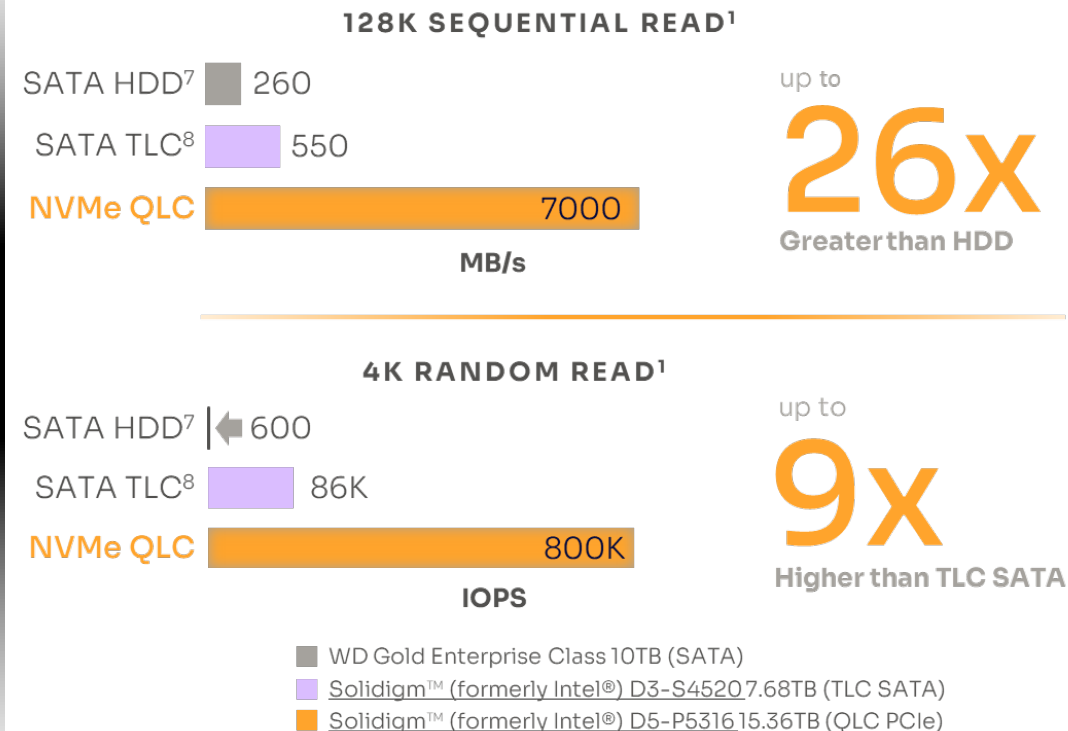 128K SEQUENTIAL READ¹
SATA HDD⁷ 260
SATA TLC⁸ 550
NVMe QLC 7000
MB/s
up to
26x
Greater than HDD
4K RANDOM READ¹
SATA HDD⁷ 600
SATA TLC⁸ 86K
NVMe QLC 800K
IOPS
up to
9x
Higher than TLC SATA
WD Gold Enterprise Class 10TB (SATA)
Solidigm™ (formerly Intel®) D3-S4520 7.68TB (TLC SATA)
Solidigm™ (formerly Intel®) D5-P5316 15.36TB (QLC PCIe)